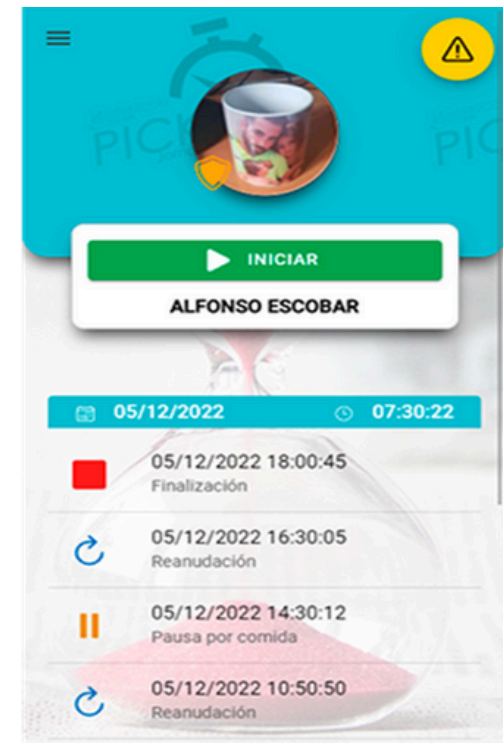 PIC
PIC
INICIAR
ALFONSO ESCOBAR
05/12/2022 07:30:22
05/12/2022 18:00:45
Finalización
05/12/2022 16:30:05
Reanudación
05/12/2022 14:30:12
Pausa por comida
05/12/2022 10:50:50
Reanudación